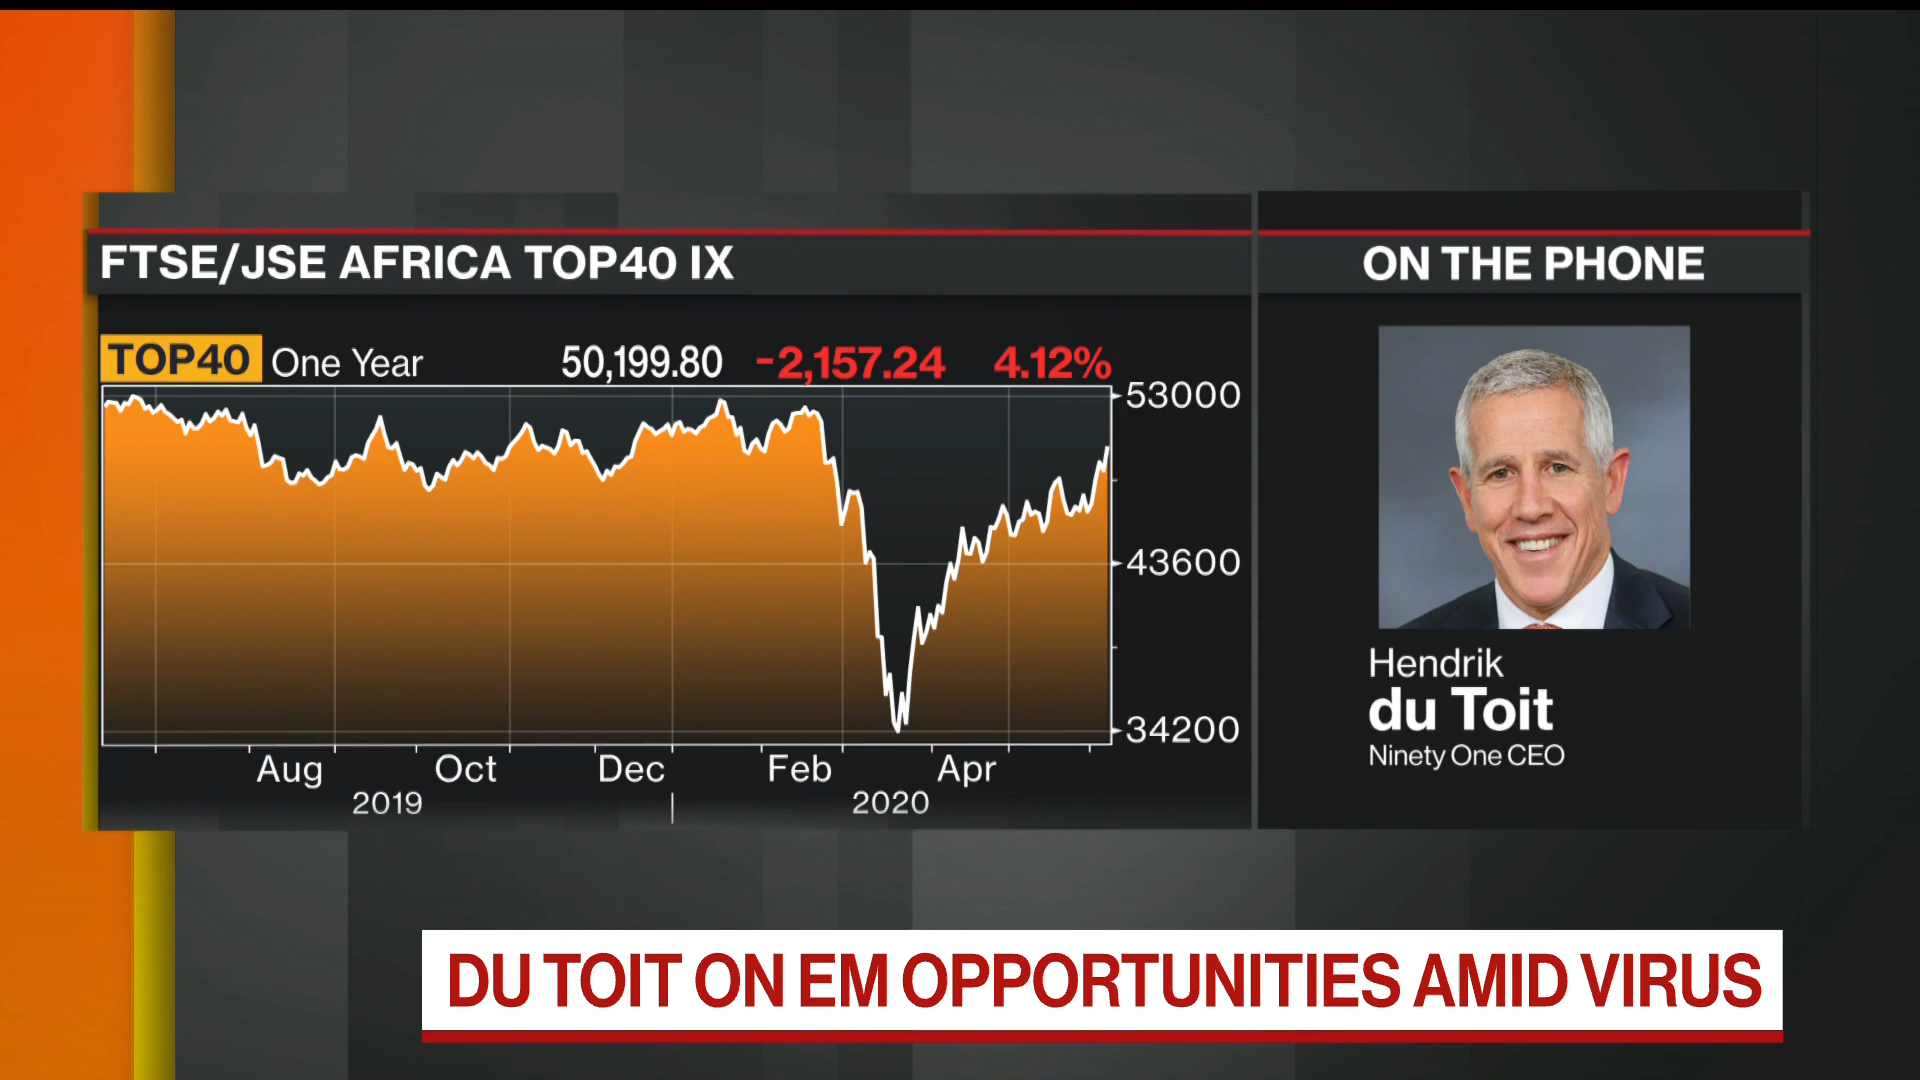 FTSE/JSE AFRICA TOP40 IX
TOP40 One Year 50,199.80 -2,157.24 4.12%
53000
43600
34200
Aug Oct Dec Feb Apr
2019 2020
ON THE PHONE
Hendrik
du Toit
Ninety One CEO
DU TOIT ON EM OPPORTUNITIES AMID VIRUS